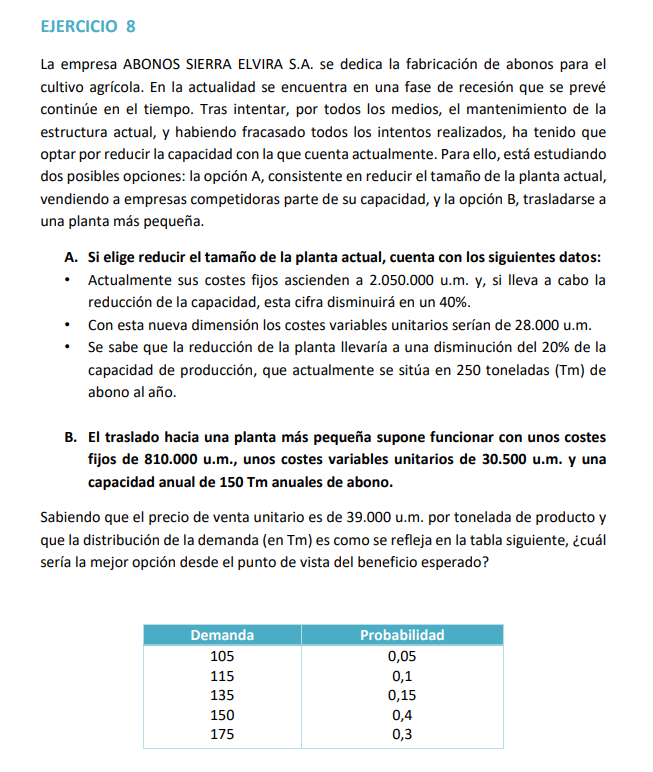 EJERCICIO 8
La empresa ABONOS SIERRA ELVIRA S.A. se dedica la fabricación de abonos para el
cultivo agrícola. En la actualidad se encuentra en una fase de recesión que se prevé
continúe en el tiempo. Tras intentar, por todos los medios, el mantenimiento de la
estructura actual, y habiendo fracasado todos los intentos realizados, ha tenido que
optar por reducir la capacidad con la que cuenta actualmente. Para ello, está estudiando
dos posibles opciones: la opción A, consistente en reducir el tamaño de la planta actual,
vendiendo a empresas competidoras parte de su capacidad, y la opción B, trasladarse a
una planta más pequeña.
A. Si elige reducir el tamaño de la planta actual, cuenta con los siguientes datos:
• Actualmente sus costes fijos ascienden a 2.050.000 u.m. y, si lleva a cabo la
reducción de la capacidad, esta cifra disminuirá en un 40%.
• Con esta nueva dimensión los costes variables unitarios serían de 28.000 u.m.
• Se sabe que la reducción de la planta llevaría a una disminución del 20% de la
capacidad de producción, que actualmente se sitúa en 250 toneladas (Tm) de
abono al año.
B. El traslado hacia una planta más pequeña supone funcionar con unos costes
fijos de 810.000 u.m., unos costes variables unitarios de 30.500 u.m. y una
capacidad anual de 150 Tm anuales de abono.
Sabiendo que el precio de venta unitario es de 39.000 u.m. por tonelada de producto y
que la distribución de la demanda (en Tm) es como se refleja en la tabla siguiente, ¿cuál
sería la mejor opción desde el punto de vista del beneficio esperado?
Demanda Probabilidad
105 0,05
115 0,1
135 0,15
150 0,4
175 0,3